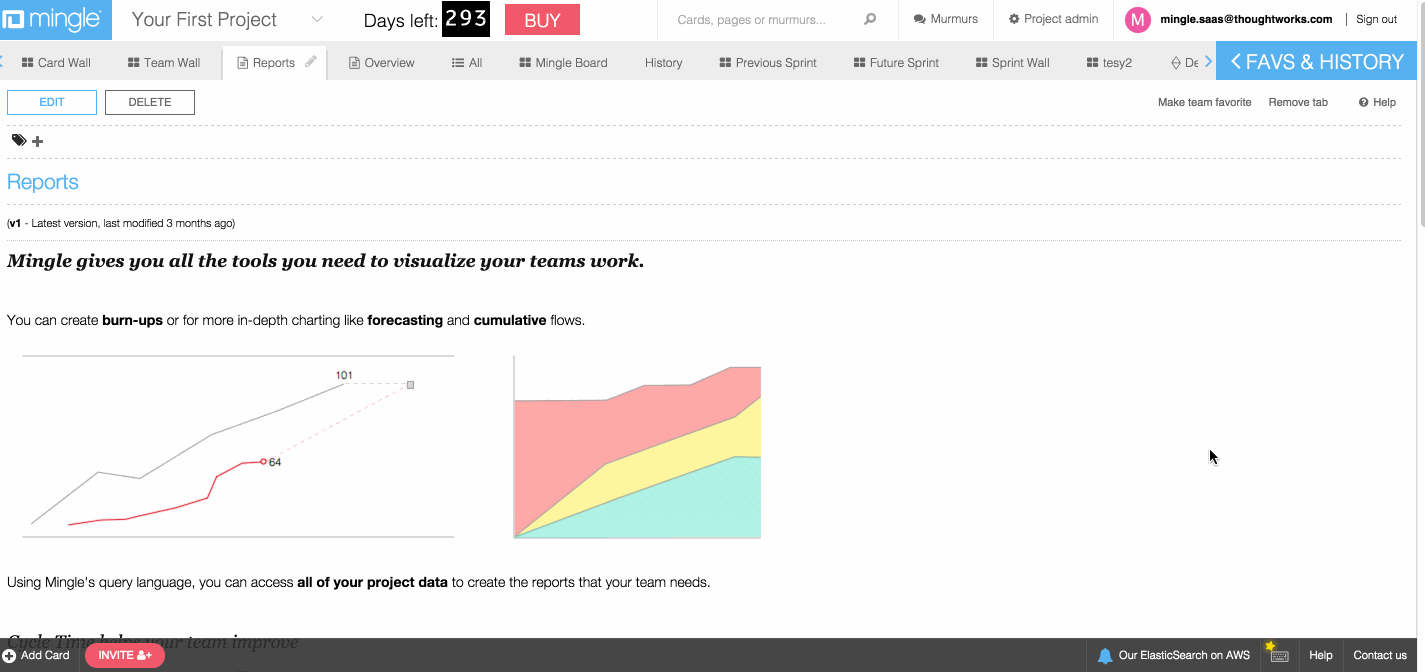 mingle Your First Project Days left: 293 BUY Cards, pages or murmurs... Murmurs Project admin M mingle.saas@thoughtworks.com | Sign out
Card Wall Team Wall Reports Overview All Mingle Board History Previous Sprint Future Sprint Sprint Wall tesy2 De FAVS & HISTORY
EDIT DELETE Make team favorite Remove tab Help
Reports
(v1 - Latest version, last modified 3 months ago)
Mingle gives you all the tools you need to visualize your teams work.
You can create burn-ups or for more in-depth charting like forecasting and cumulative flows.
101
64
Using Mingle's query language, you can access all of your project data to create the reports that your team needs.
Cycle Time helps your team improve
Add Card INVITE Our ElasticSearch on AWS Help Contact us